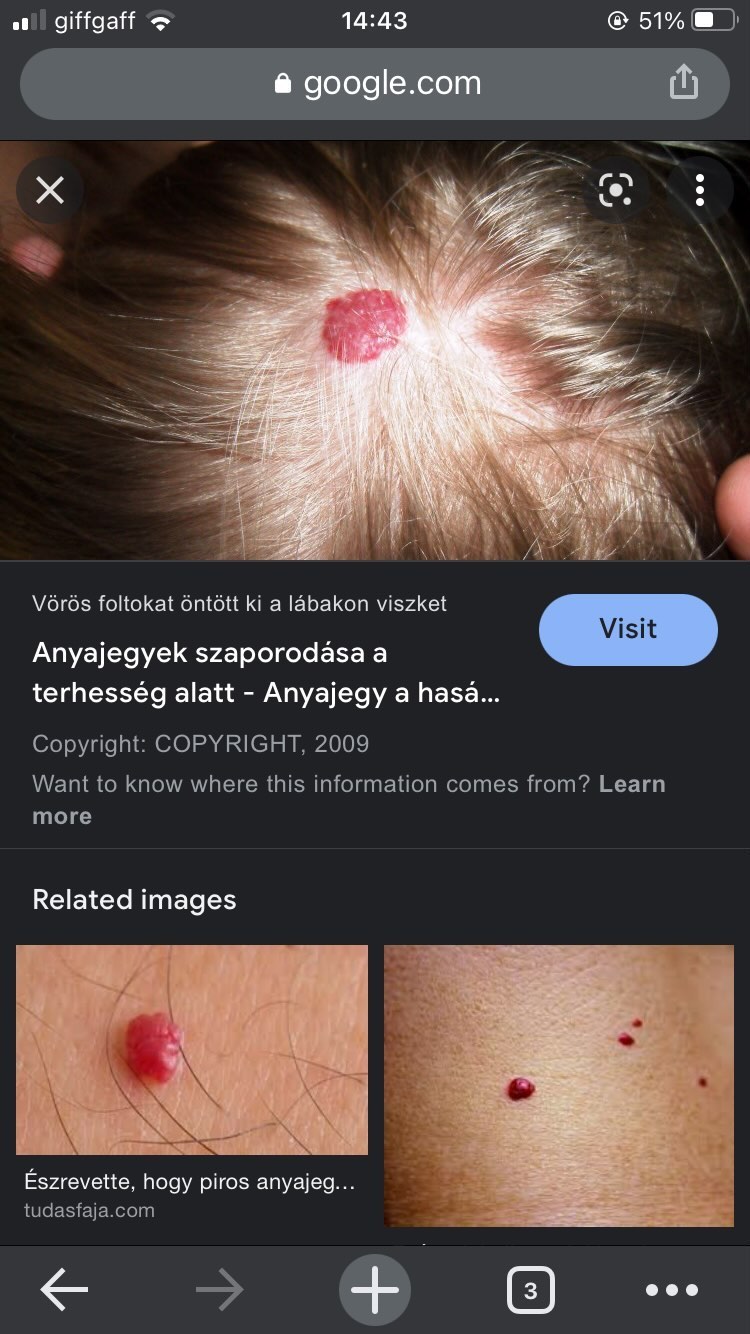 giffgaff
14:43
51%
google.com
Vörös foltokat öntött ki a lábakon viszket
Visit
Anyajegyek szaporodása a
terhesség alatt - Anyajegy a hasá...
Copyright: COPYRIGHT, 2009
Want to know where this information comes from? Learn
more
Related images
Észrevette, hogy piros anyajeg...
tudasfaja.com
3